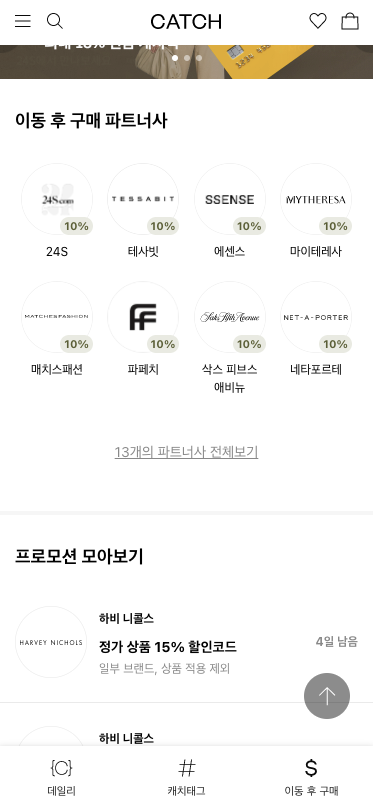 CATCH
이동 후 구매 파트너사
24S.com
10%
24S
TESSABIT
10%
테사빗
SSENSE
10%
에센스
MYTHERESA
10%
마이테레사
MATCHESFASHION
10%
매치스패션
FF
10%
파페치
Saks Fifth Avenue
10%
삭스 피브스
애비뉴
NET-A-PORTER
10%
네타포르테
13개의 파트너사 전체보기
프로모션 모아보기
HARVEY NICHOLS
하비 니콜스
정가 상품 15% 할인코드
일부 브랜드, 상품 적용 제외
4일 남음
하비 니콜스
{C}
데일리
#
캐치태그
$
이동 후 구매